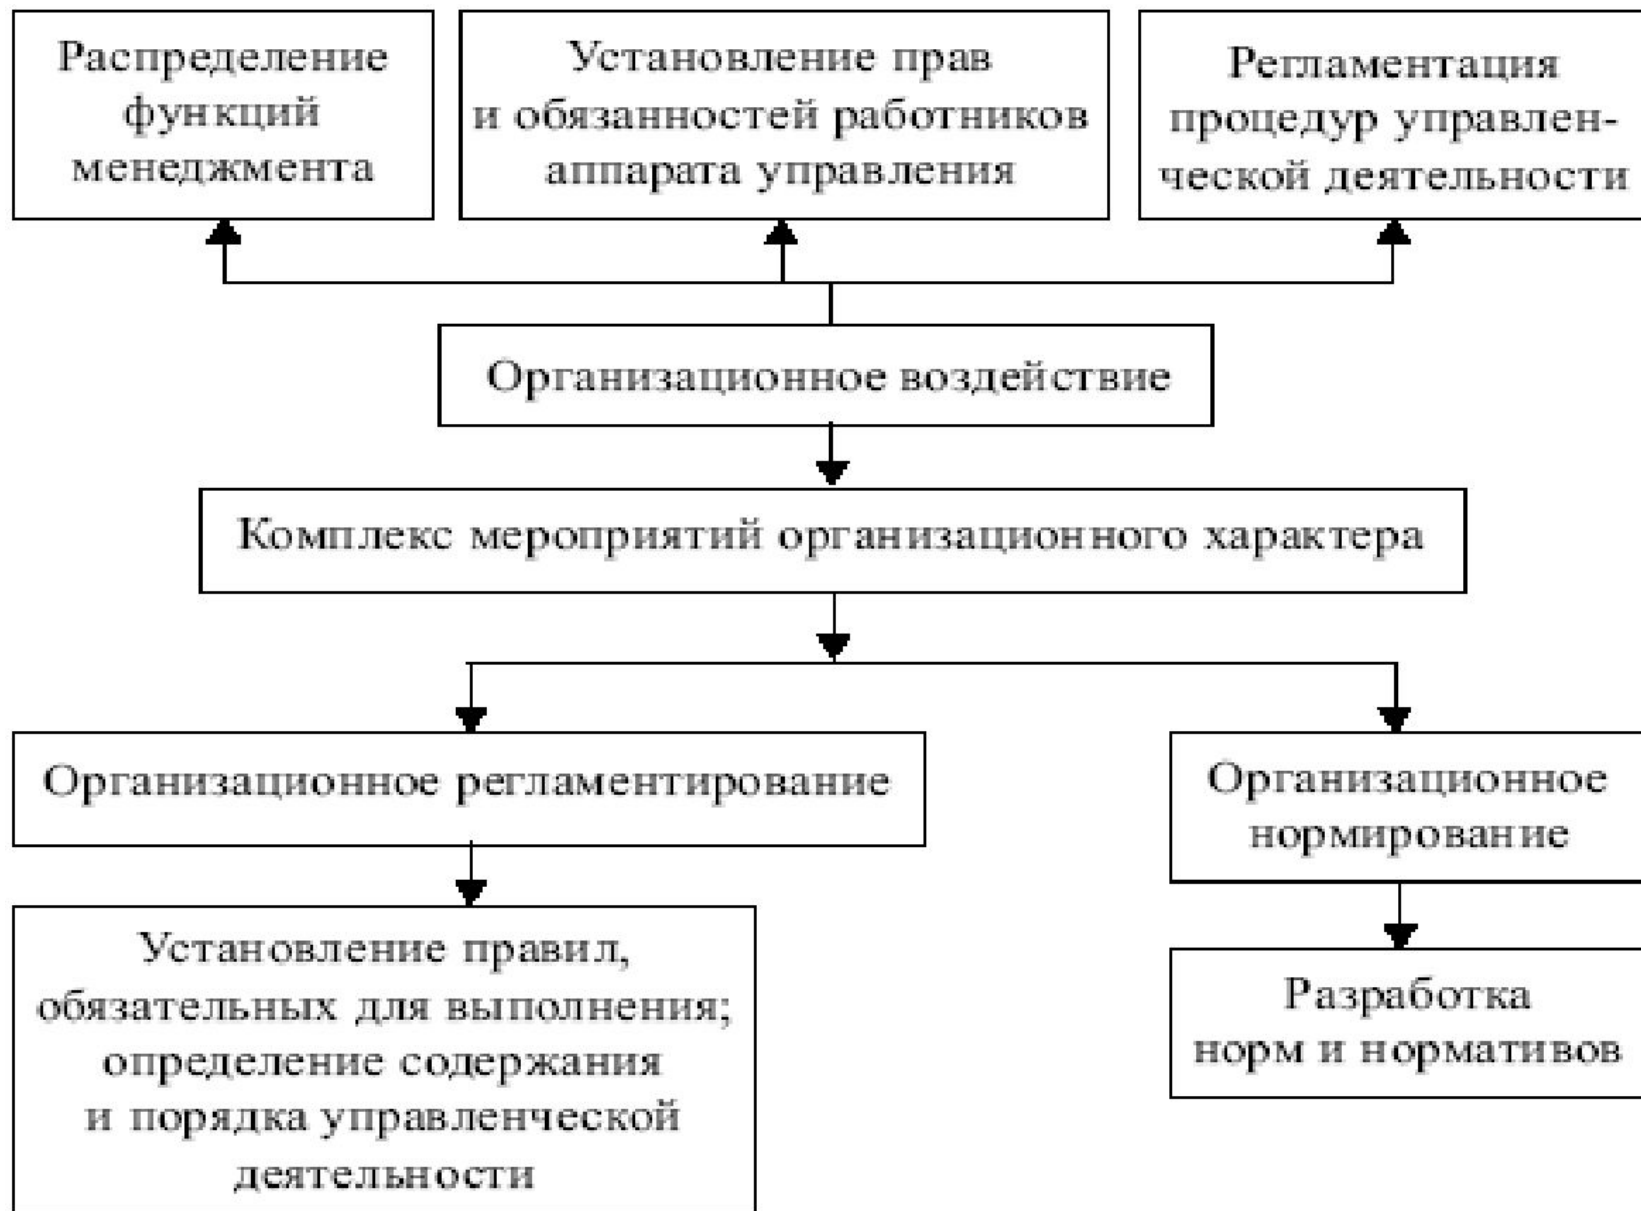 Распределение
функций
менеджмента
Установление прав
и обязанностей работников
аппарата управления
Регламентация
процедур управлен-
ческой деятельности
Организационное воздействие
Комплекс мероприятий организационного характера
Организационное регламентирование
Организационное
нормирование
Установление правил,
обязательных для выполнения;
определение содержания
и порядка управленческой
деятельности
Разработка
норм и нормативов